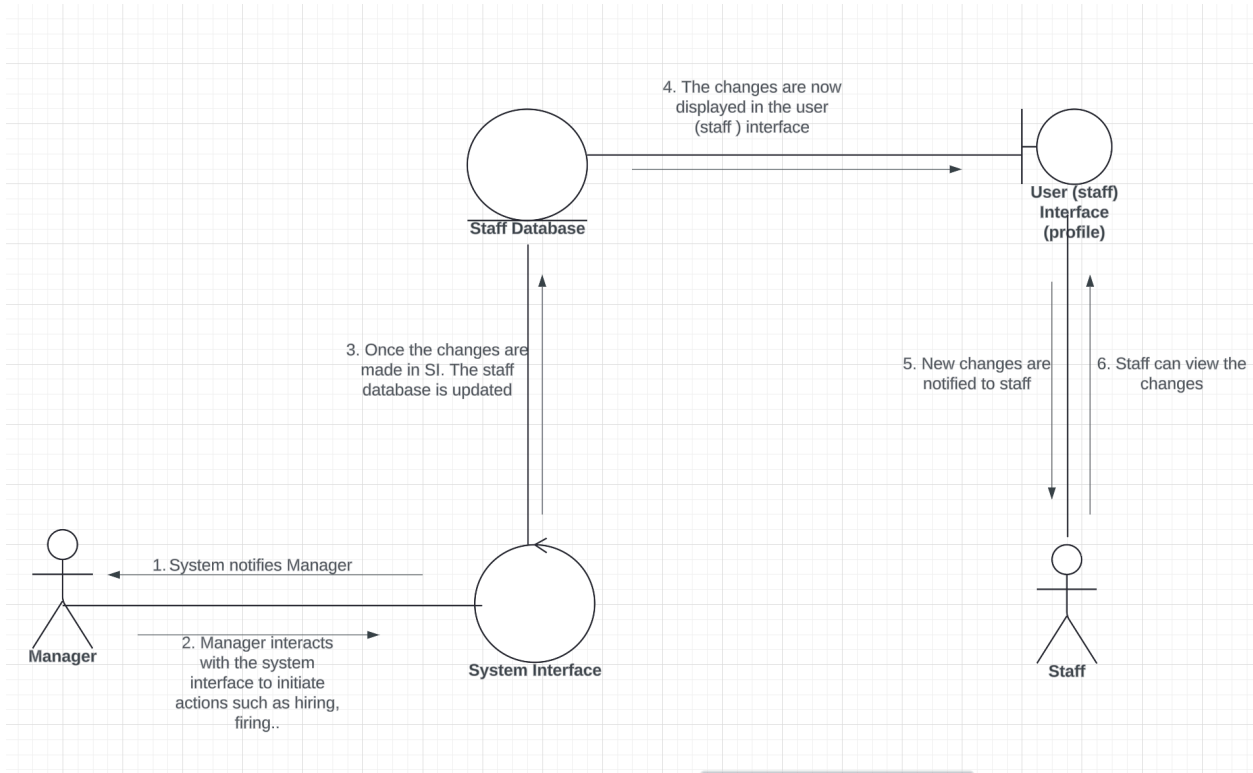 4. The changes are now
displayed in the user
(staff ) interface
User (staff)
Interface
(profile)
Staff Database
3. Once the changes are
made in SI. The staff
database is updated
5. New changes are
notified to staff
6. Staff can view the
changes
1. System notifies Manager
2. Manager interacts
with the system
interface to initiate
actions such as hiring,
firing..
Manager
System Interface
Staff